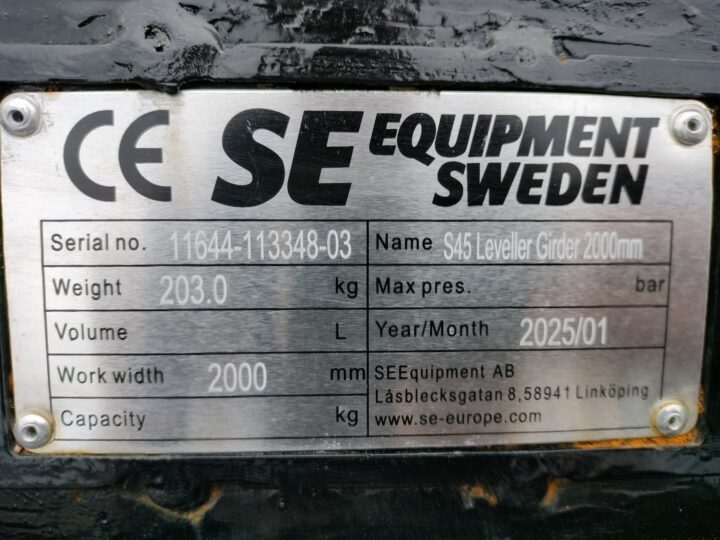 CE SE EQUIPMENT
SWEDEN
Serial no. 11644-113348-03 Name S45 Leveller Girder 2000mm
Weight 203.0 kg Max pres. bar
Volume L Year/Month 2025/01
Work width 2000 mm SEEquipment AB
Låsblecksgatan 8,58941 Linköping
Capacity kg www.se-europe.com